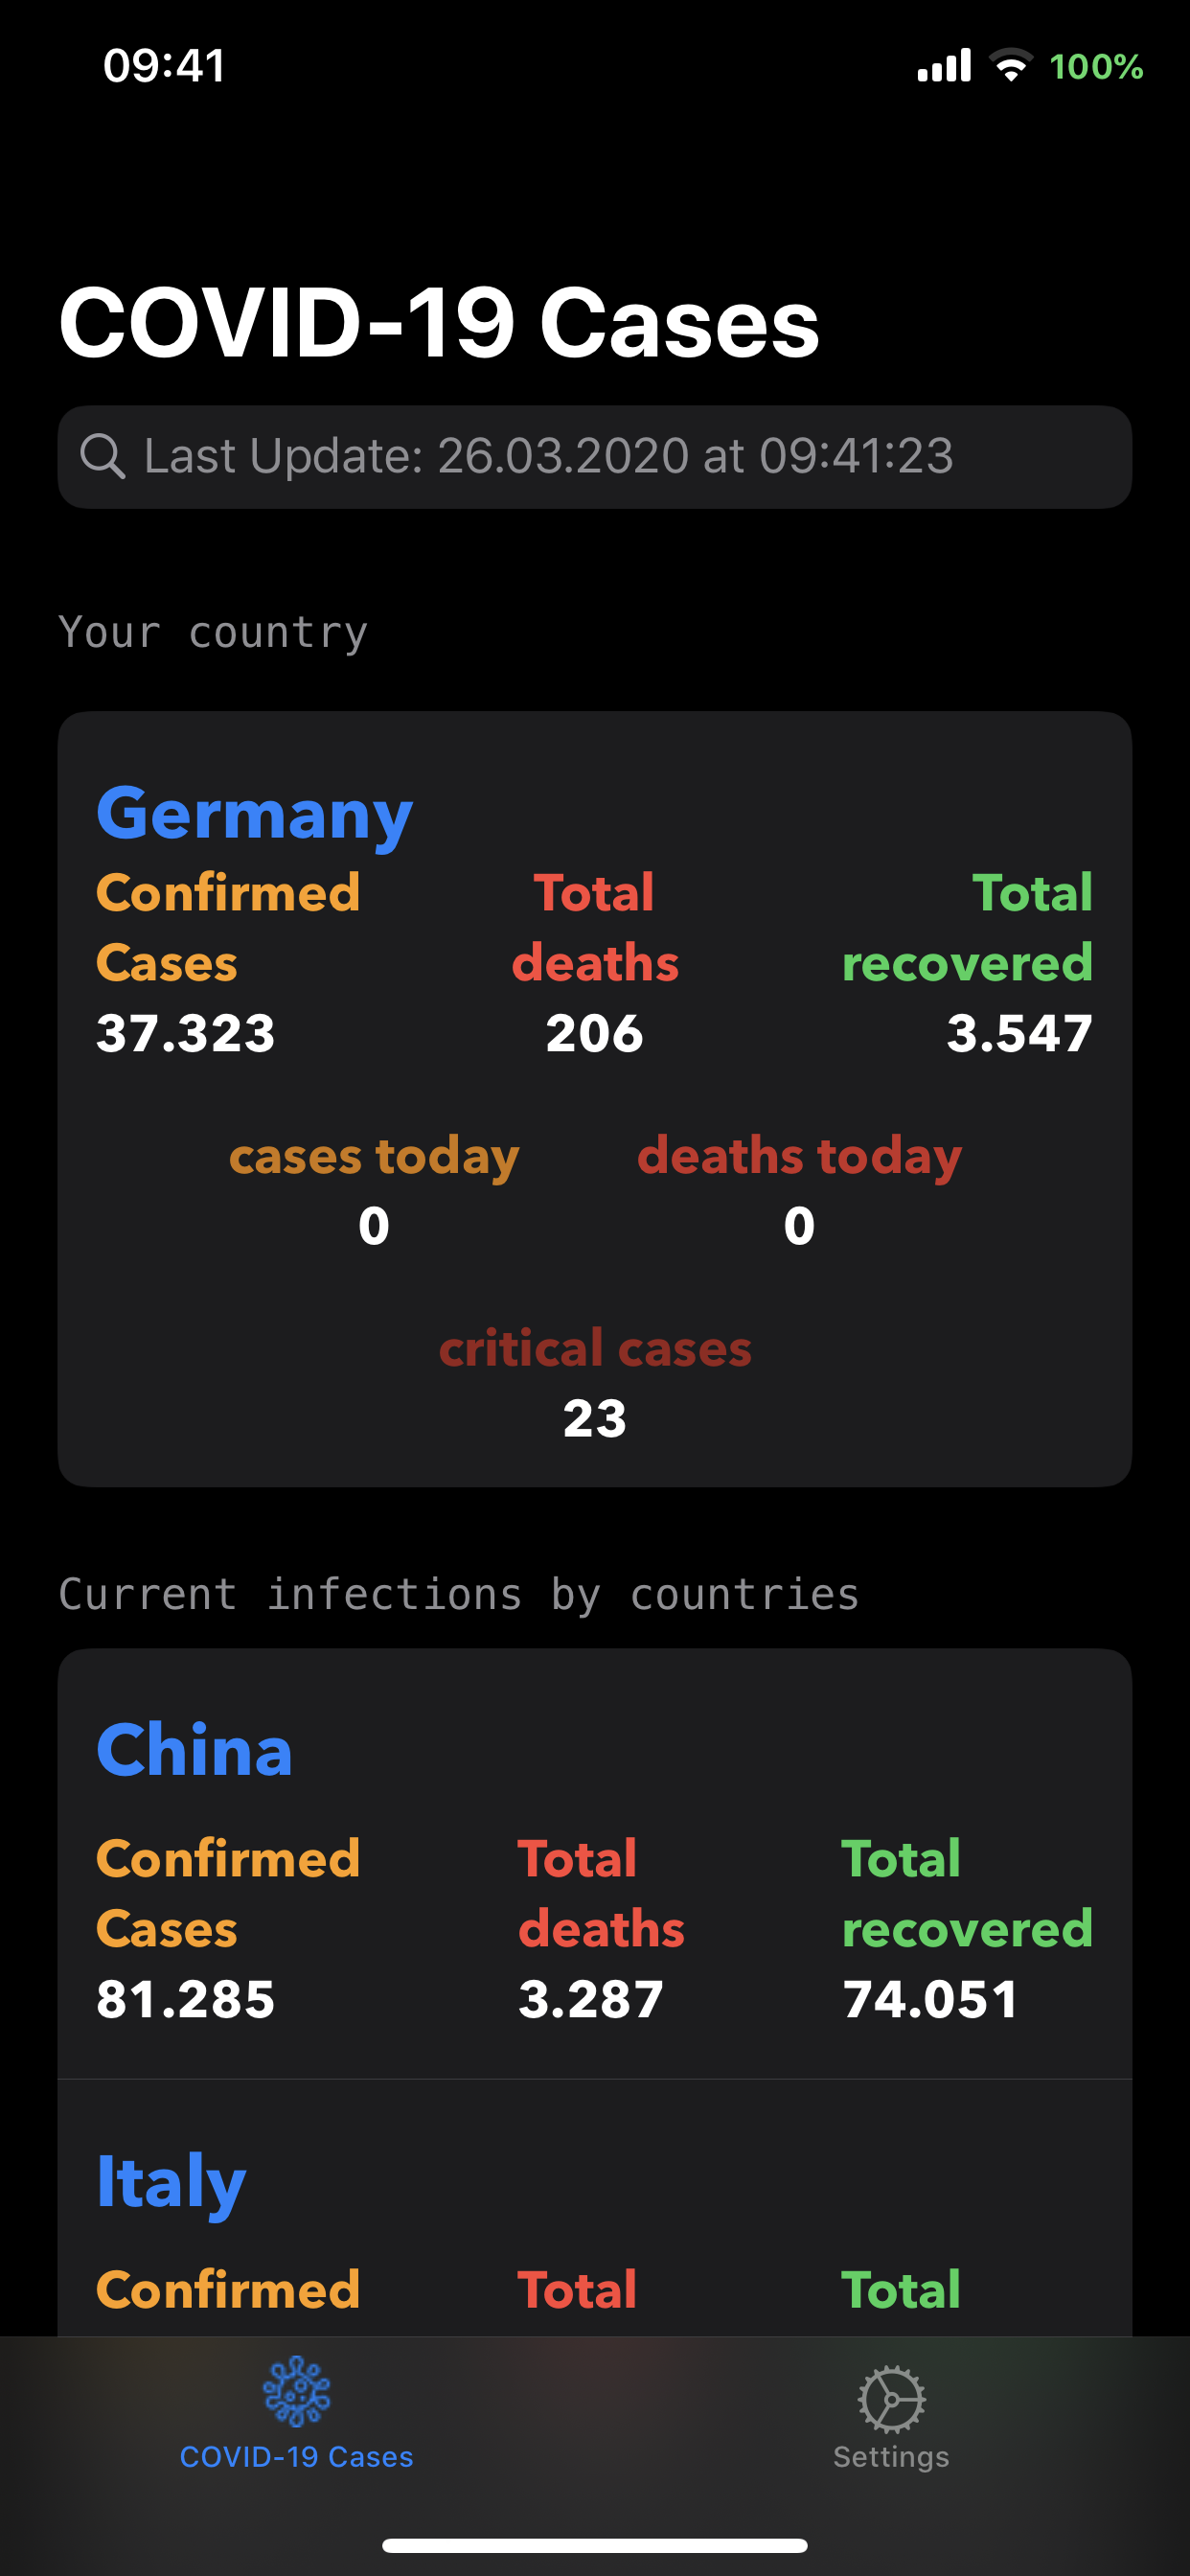 09:41 100%
COVID-19 Cases
Last Update: 26.03.2020 at 09:41:23
Your country
Germany
Confirmed Total Total
Cases deaths recovered
37.323 206 3.547
cases today deaths today
0 0
critical cases
23
Current infections by countries
China
Confirmed Total Total
Cases deaths recovered
81.285 3.287 74.051
Italy
Confirmed Total Total
COVID-19 Cases Settings